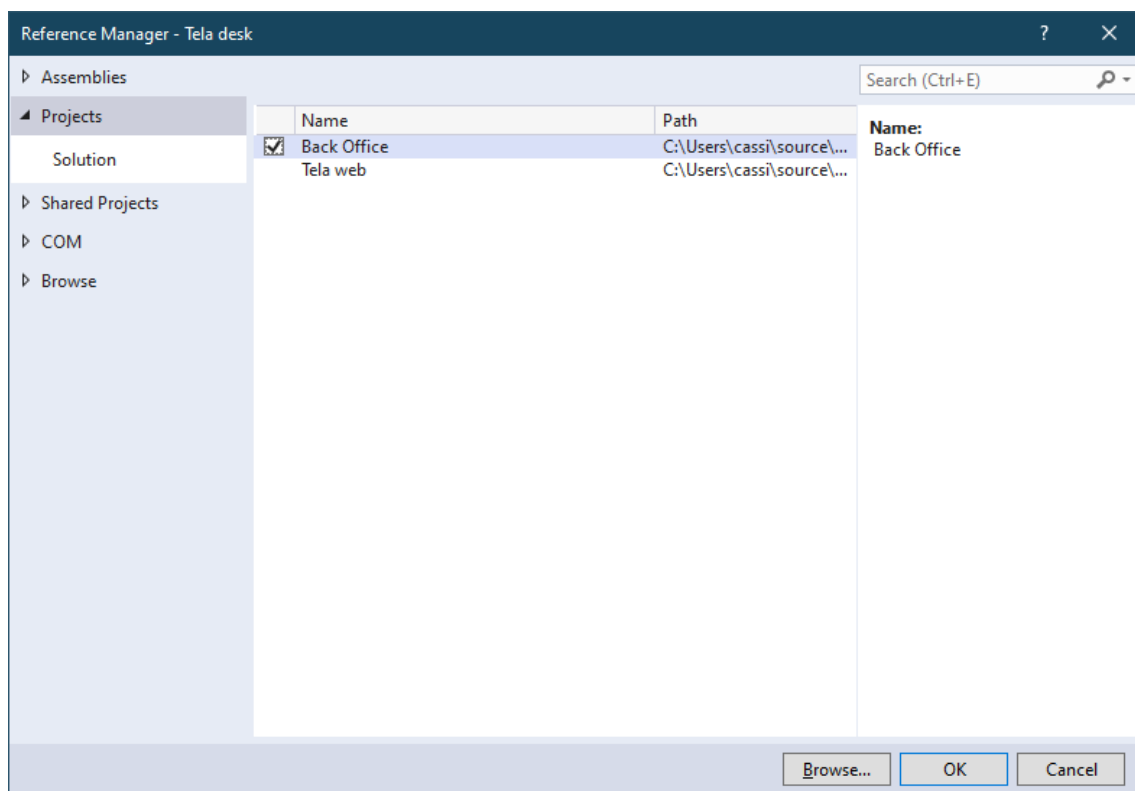 Reference Manager - Tela desk
?
Assemblies
Search (Ctrl+E)
Projects
Solution
Shared Projects
COM
Browse
Name Path
Back Office C:\Users\cassi\source\...
Tela web C:\Users\cassi\source\...
Name:
Back Office
Browse... OK Cancel